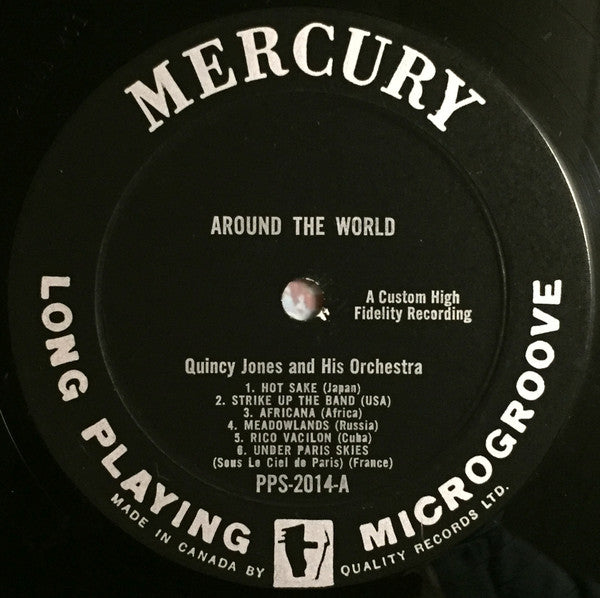 MERCURY
AROUND THE WORLD
A Custom High
Fidelity Recording
Quincy Jones and His Orchestra
1. HOT SAKE (Japan)
2. STRIKE UP THE BAND (USA)
3. AFRICANA (Africa)
4. MEADOWLANDS (Russia)
5. RICO VACILON (Cuba)
6. UNDER PARIS SKIES
(Sous Le Ciel de Paris) (France)
PPS-2014-A
LONG PLAYING MICROGROOVE
MADE IN CANADA BY QUALITY RECORDS LTD.